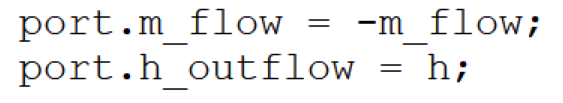 port.m_flow = -m_flow;
port.h_outflow = h;